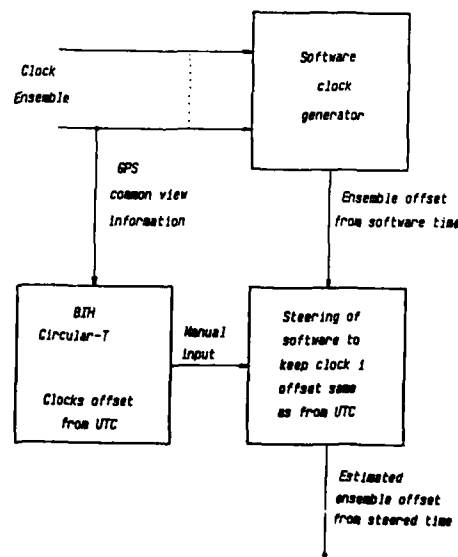 Clock
Ensemble
Software
clock
generator
GPS
common view
information
Ensemble offset
from software time
BIH
Circular-T
Clocks offset
from UTC
Manual
input
Steering of
software to
keep clock i
offset same
as from UTC
Estimated
ensemble offset
from steered time